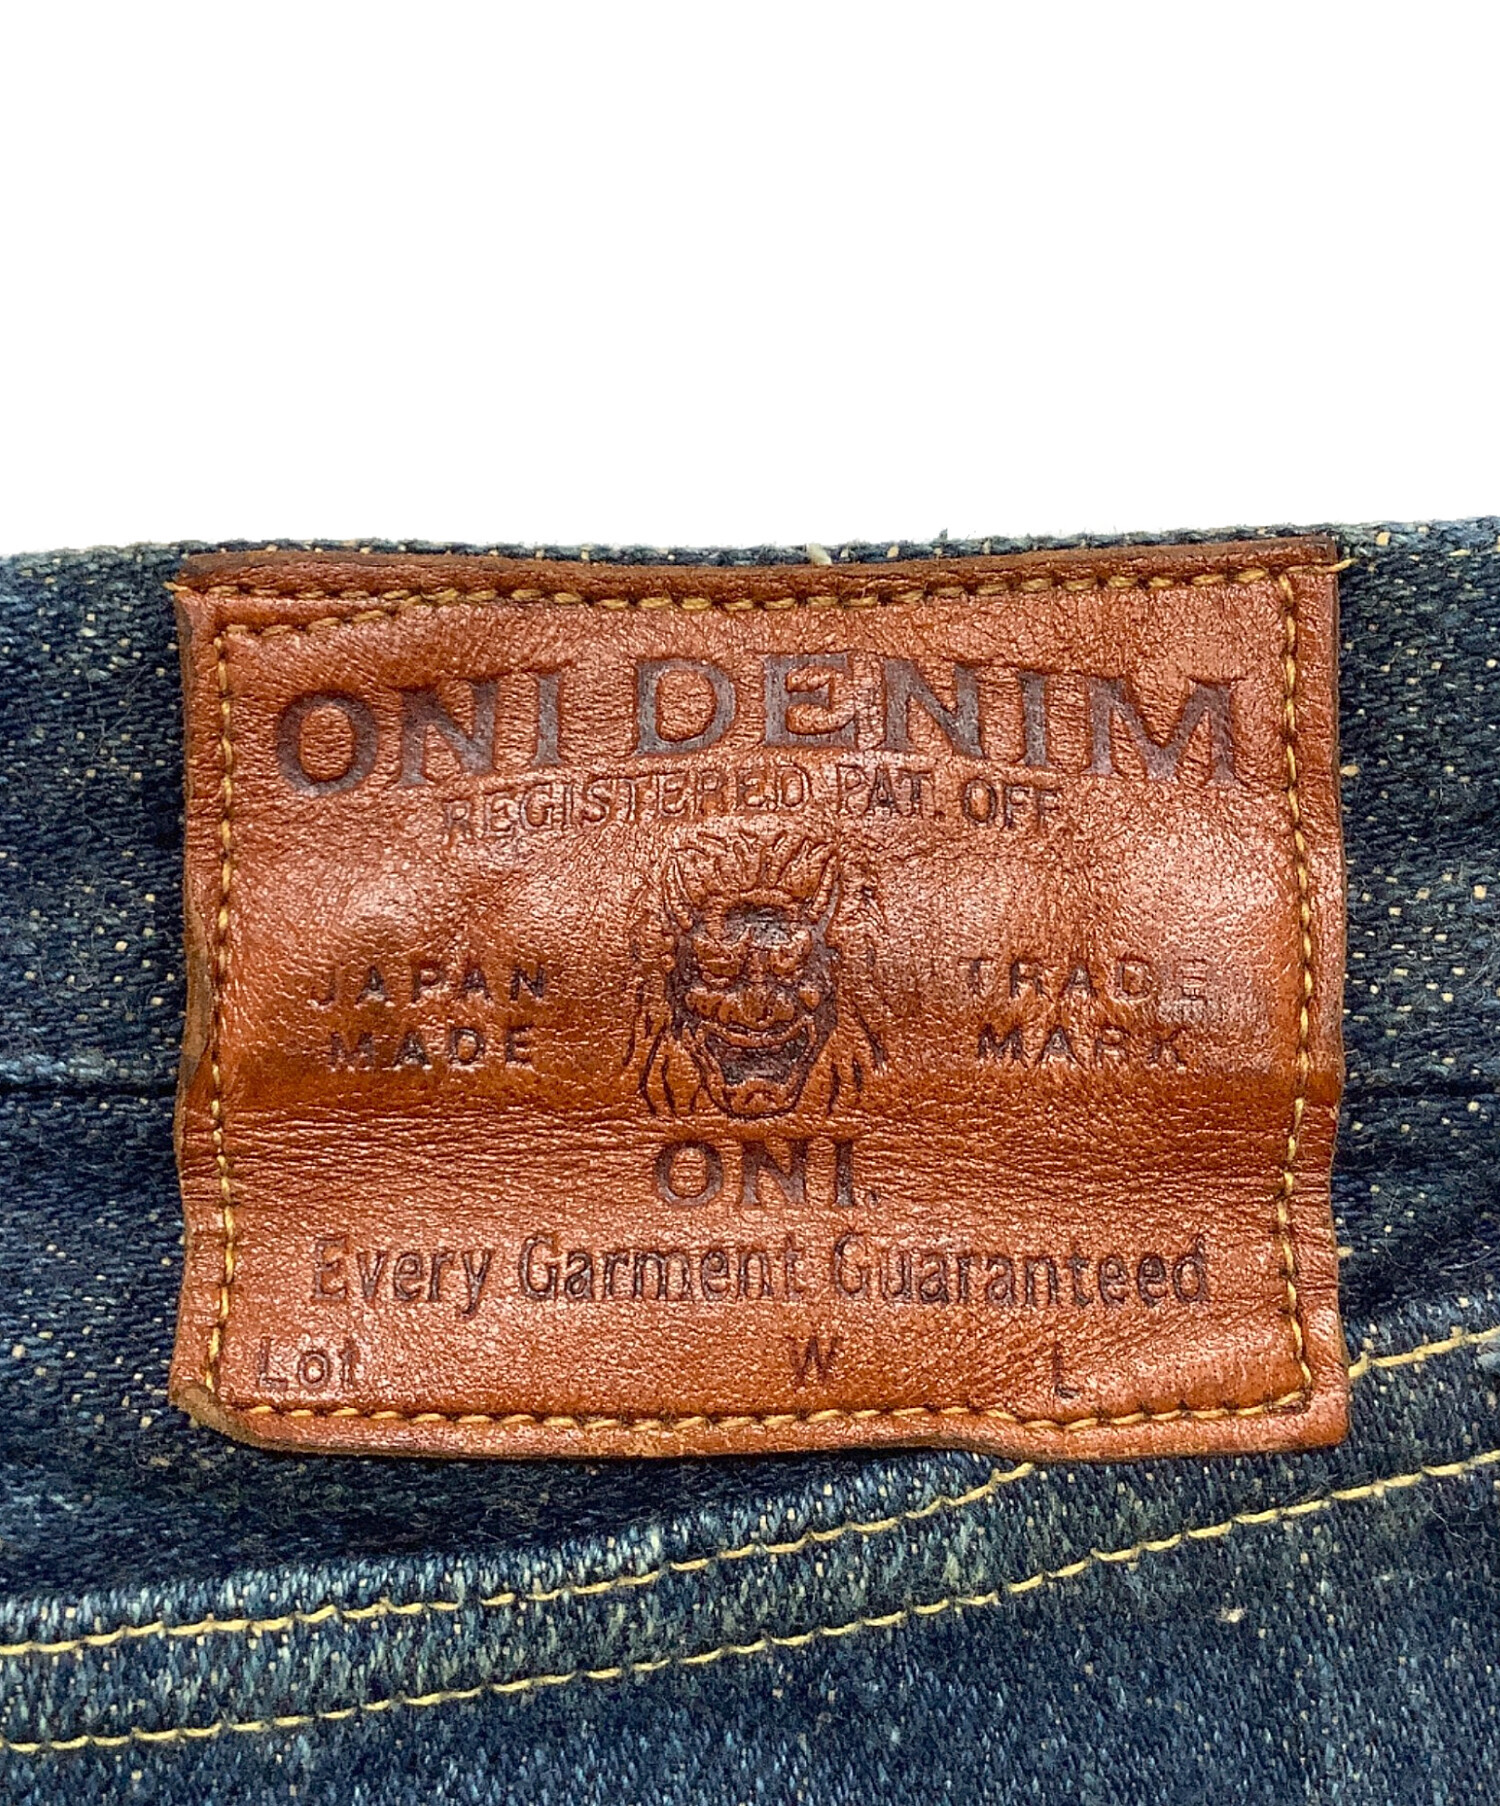 ONI DENIM
REGISTERED PAT. OFF.
JAPAN
MADE
TRADE
MARK
ONI.
Every Garment Guaranteed
Lot W L